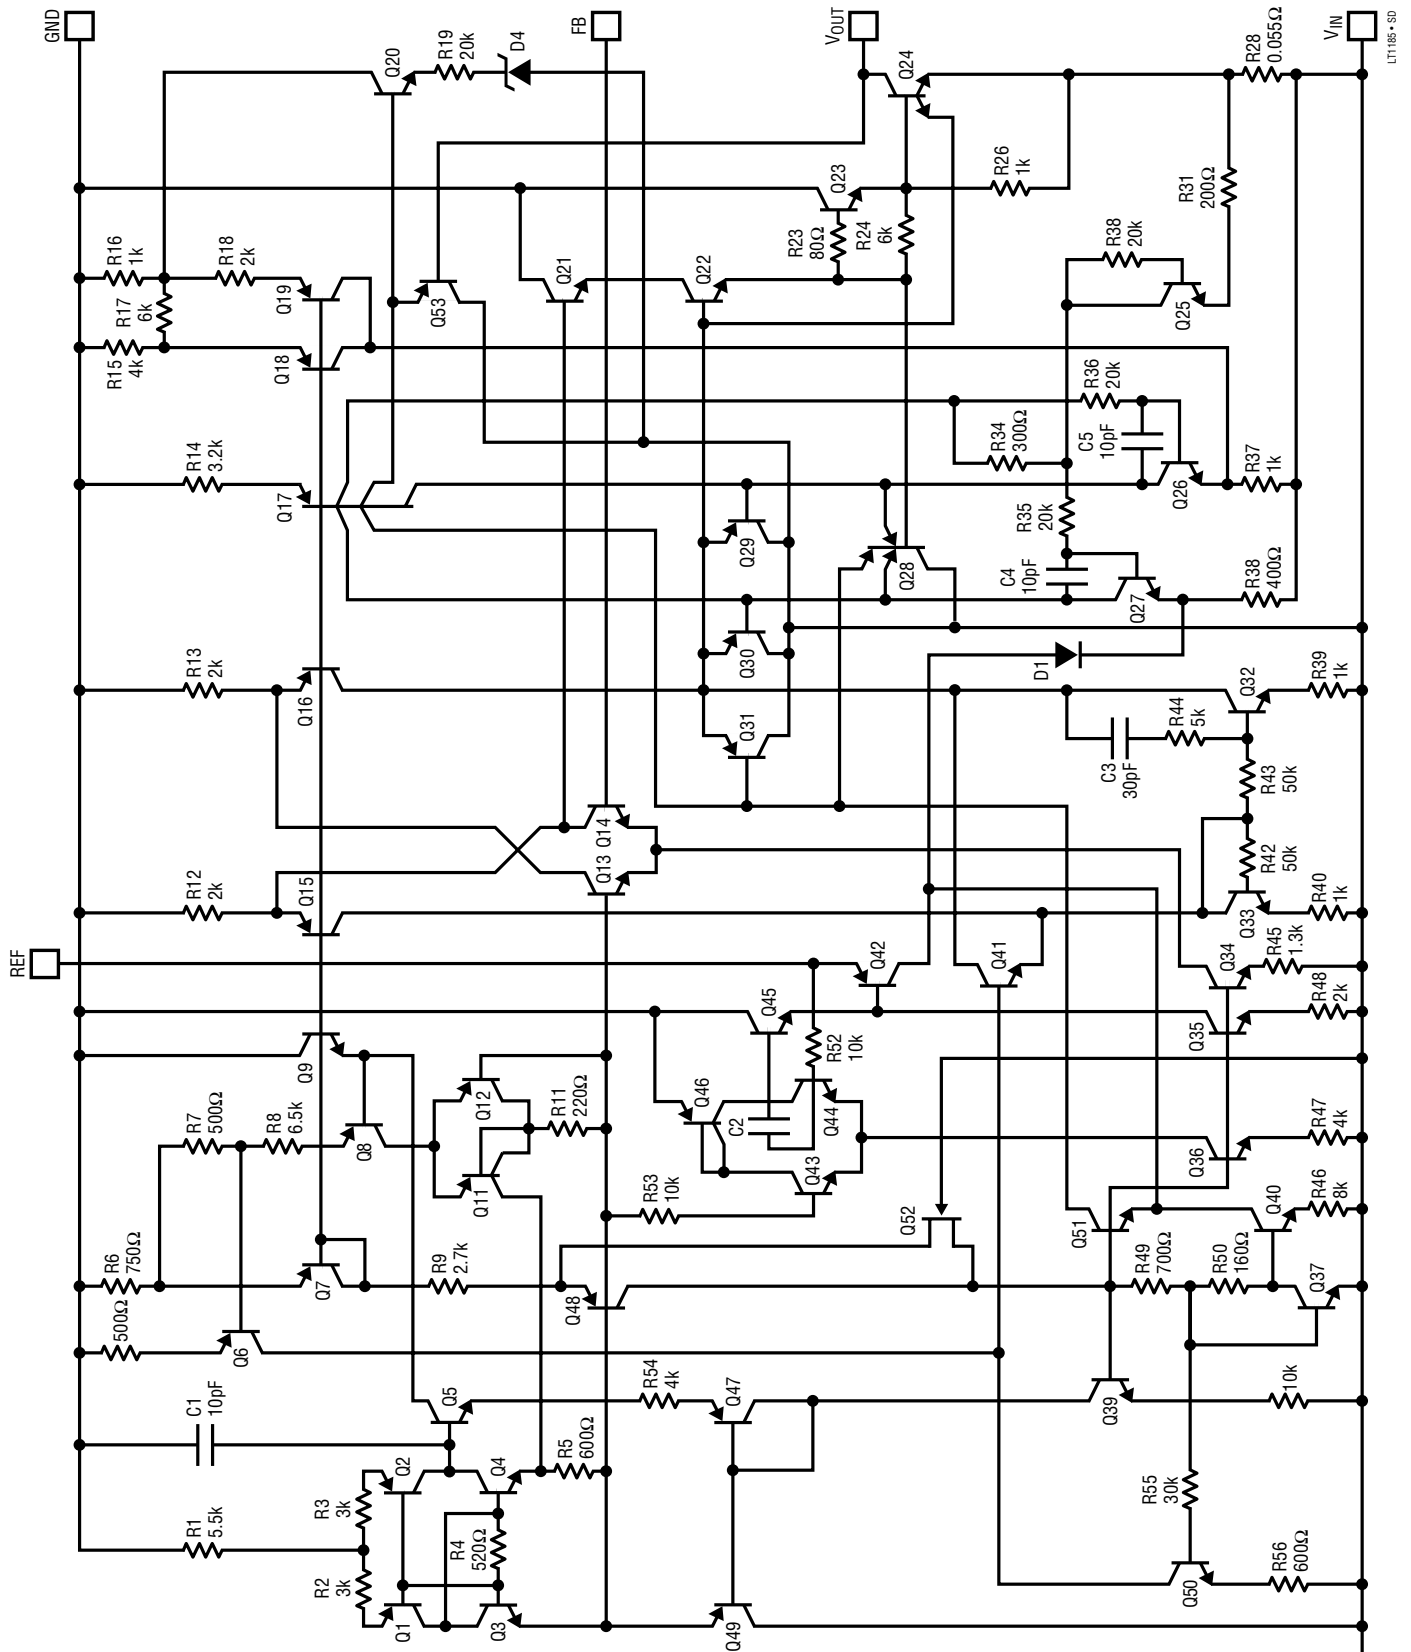 GND
FB
VOUT
VIN
LT1185 • SD
Q20
R19
20k
D4
Q24
R28
0.055Ω
R26
1k
Q23
R31
200Ω
R23
80Ω
R24
6k
R38
20k
R16
1k
R18
2k
R17
6k
Q19
Q53
Q21
Q22
Q25
R15
4k
Q18
R36
20k
R14
3.2k
R34
300Ω
C5
10pF
Q17
Q26
R37
1k
R35
20k
Q29
Q28
C4
10pF
Q27
R38
400Ω
Q30
D1
R13
2k
Q16
Q31
Q32
R39
1k
R44
5k
C3
30pF
R43
50k
Q14
Q13
R12
2k
Q15
R42
50k
Q33
R40
1k
REF
Q42
Q41
Q34
R45
1.3k
Q45
R48
2k
Q9
R52
10k
Q35
R7
500Ω
R8
6.5k
Q12
R11
220Ω
Q46
C2
Q44
Q8
R47
4k
Q11
Q43
Q36
R53
10k
Q52
Q40
R46
8k
Q51
R6
750Ω
Q7
R9
2.7k
R49
700Ω
R50
160Ω
Q37
Q48
500Ω
Q6
R54
4k
Q47
Q39
10k
C1
10pF
Q5
Q2
Q4
R5
600Ω
R3
3k
R1
5.5k
R4
520Ω
R55
30k
R2
3k
Q1
Q3
Q49
Q50
R56
600Ω